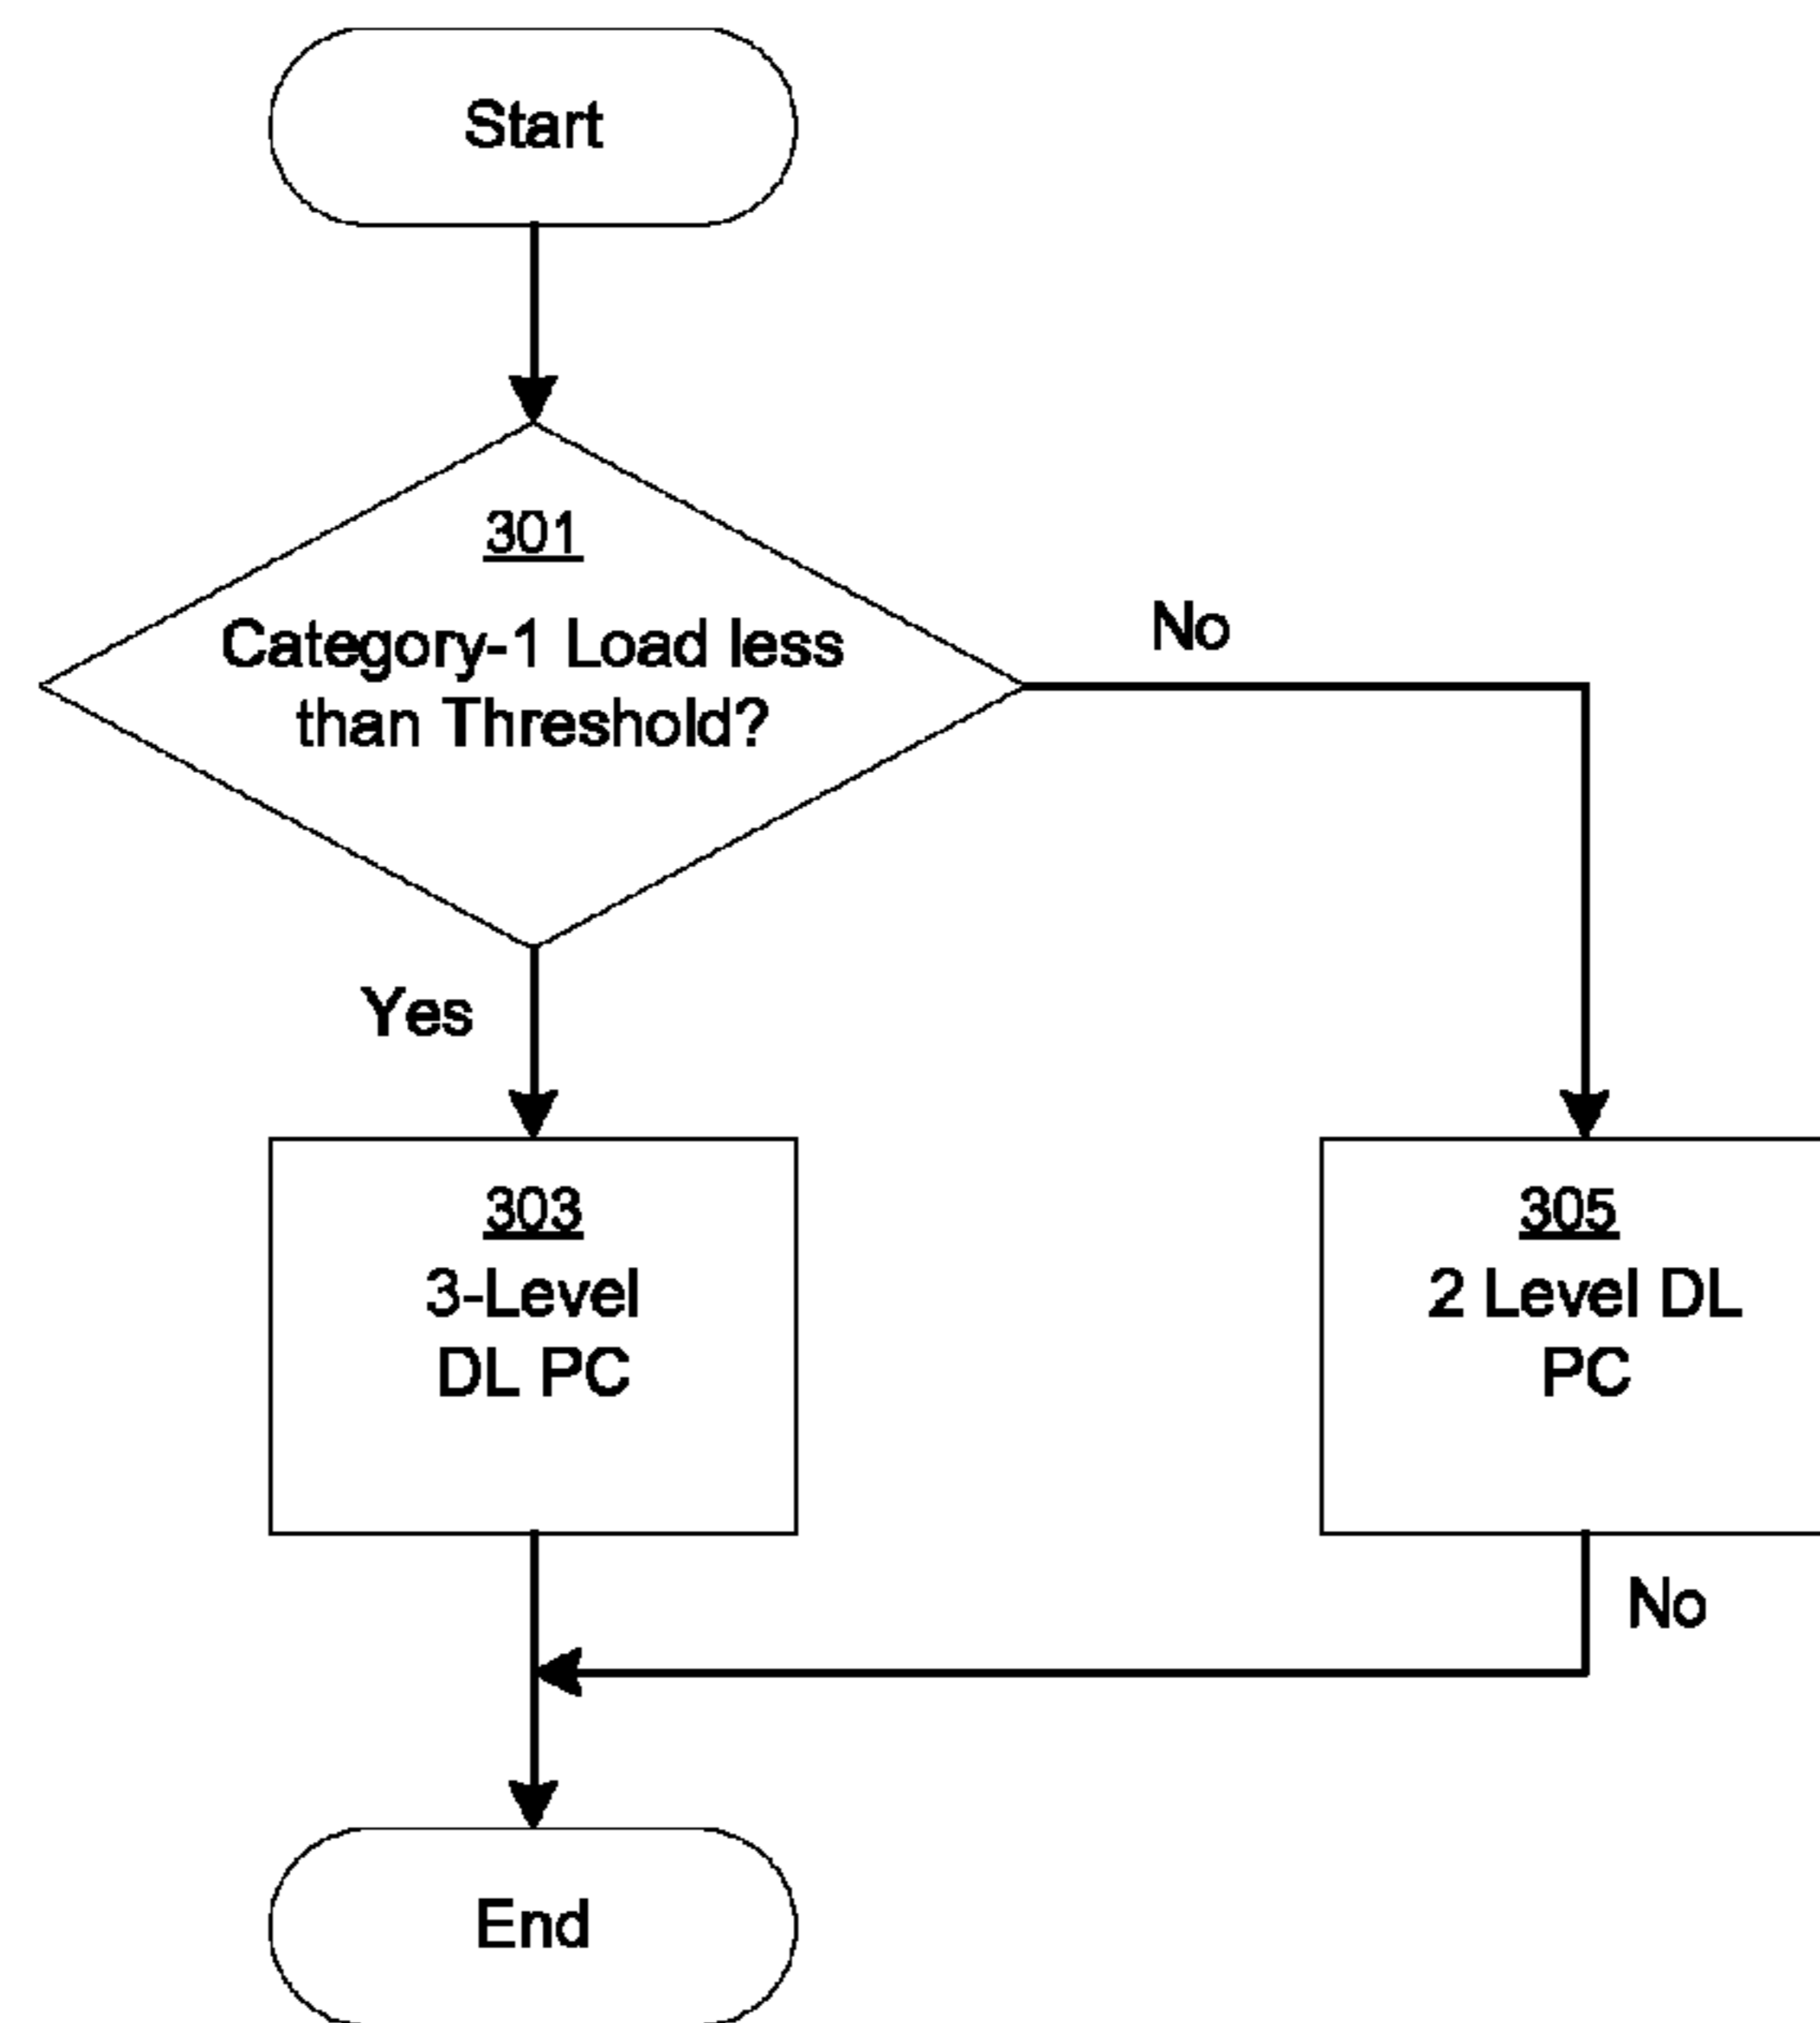 Start
301
Category-1 Load less
than Threshold?
No
Yes
303
3-Level
DL PC
305
2 Level DL
PC
No
End